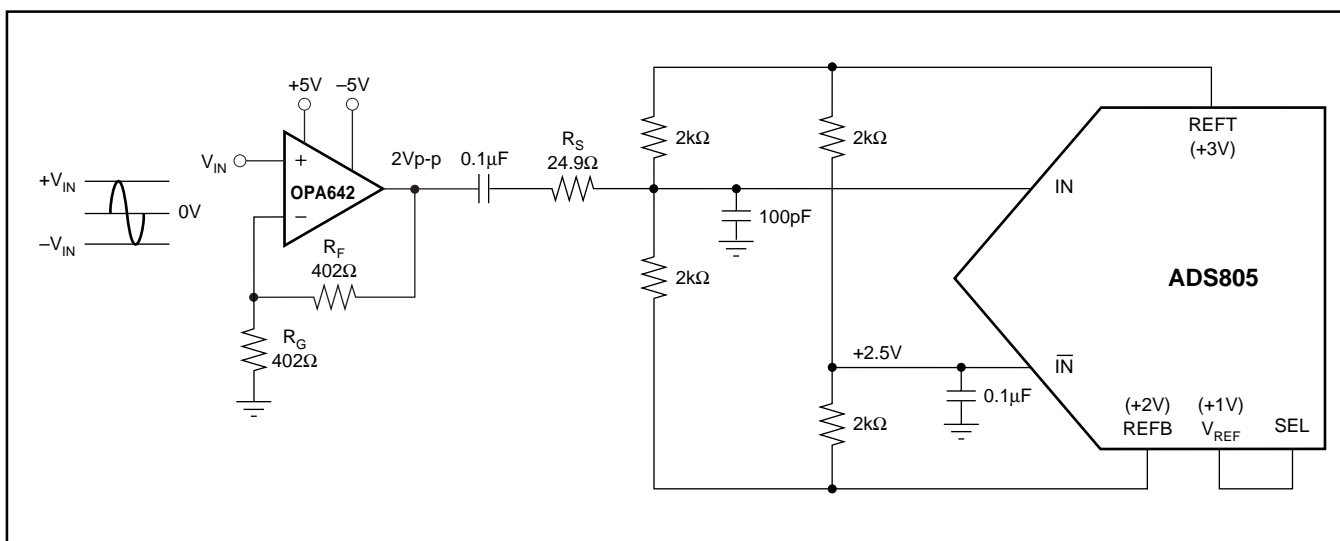 +5V –5V
V_IN
+
–
OPA642
2Vp-p
0.1µF
R_S
24.9Ω
+V_IN
0V
–V_IN
R_F
402Ω
R_G
402Ω
2kΩ
2kΩ
100pF
2kΩ
+2.5V
0.1µF
2kΩ
REFT
(+3V)
IN
ADS805
I̅N̅
(+2V)
REFB
(+1V)
V_REF
SEL